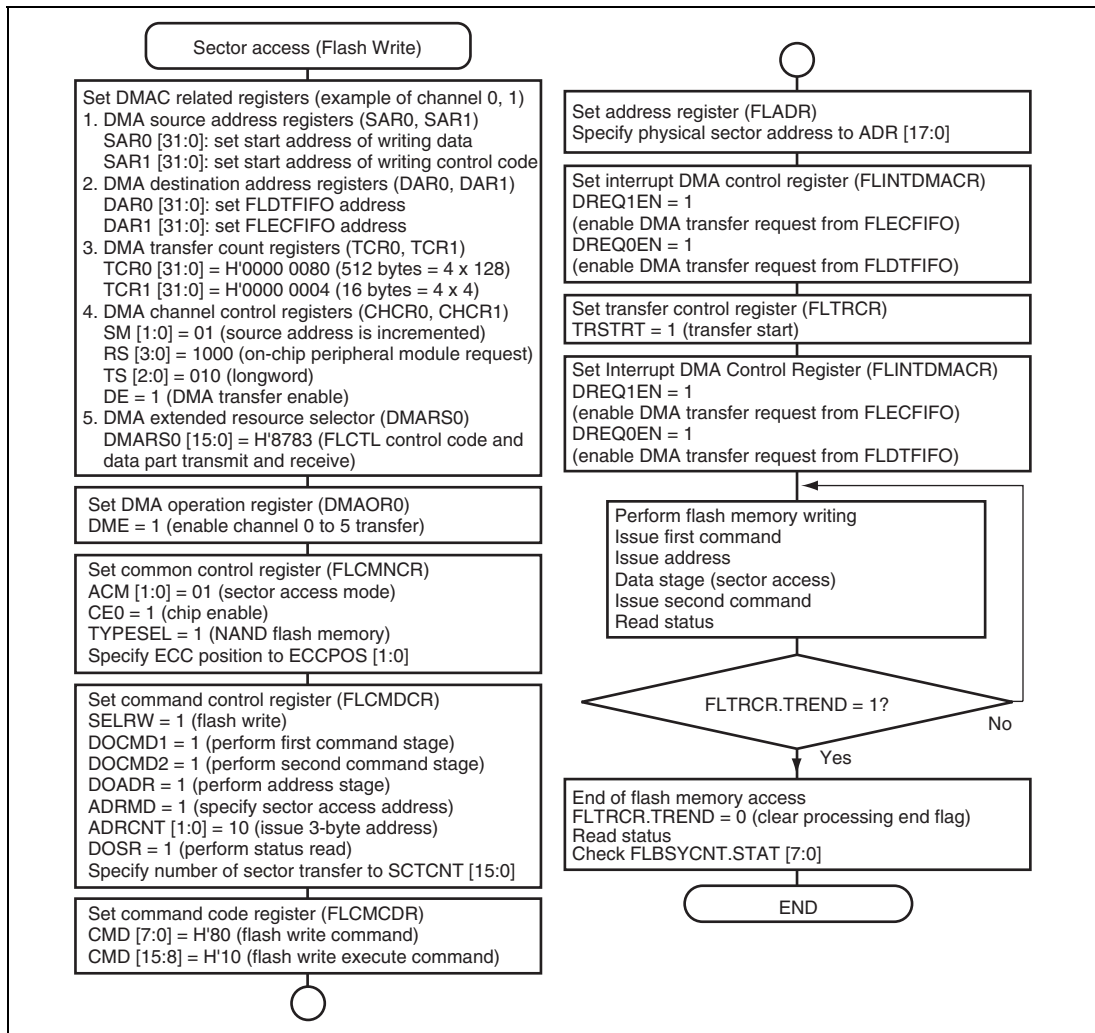 Sector access (Flash Write)
Set DMAC related registers (example of channel 0, 1)
1. DMA source address registers (SAR0, SAR1)
SAR0 [31:0]: set start address of writing data
SAR1 [31:0]: set start address of writing control code
2. DMA destination address registers (DAR0, DAR1)
DAR0 [31:0]: set FLDTFIFO address
DAR1 [31:0]: set FLECFIFO address
3. DMA transfer count registers (TCR0, TCR1)
TCR0 [31:0] = H'0000 0080 (512 bytes = 4 x 128)
TCR1 [31:0] = H'0000 0004 (16 bytes = 4 x 4)
4. DMA channel control registers (CHCR0, CHCR1)
SM [1:0] = 01 (source address is incremented)
RS [3:0] = 1000 (on-chip peripheral module request)
TS [2:0] = 010 (longword)
DE = 1 (DMA transfer enable)
5. DMA extended resource selector (DMARS0)
DMARS0 [15:0] = H'8783 (FLCTL control code and
data part transmit and receive)
Set DMA operation register (DMAOR0)
DME = 1 (enable channel 0 to 5 transfer)
Set common control register (FLCMNCR)
ACM [1:0] = 01 (sector access mode)
CE0 = 1 (chip enable)
TYPESEL = 1 (NAND flash memory)
Specify ECC position to ECCPOS [1:0]
Set command control register (FLCMDCR)
SELRW = 1 (flash write)
DOCMD1 = 1 (perform first command stage)
DOCMD2 = 1 (perform second command stage)
DOADR = 1 (perform address stage)
ADRMD = 1 (specify sector access address)
ADRCNT [1:0] = 10 (issue 3-byte address)
DOSR = 1 (perform status read)
Specify number of sector transfer to SCTCNT [15:0]
Set command code register (FLCMCDR)
CMD [7:0] = H'80 (flash write command)
CMD [15:8] = H'10 (flash write execute command)
Set address register (FLADR)
Specify physical sector address to ADR [17:0]
Set interrupt DMA control register (FLINTDMACR)
DREQ1EN = 1
(enable DMA transfer request from FLECFIFO)
DREQ0EN = 1
(enable DMA transfer request from FLDTFIFO)
Set transfer control register (FLTRCR)
TRSTRT = 1 (transfer start)
Set Interrupt DMA Control Register (FLINTDMACR)
DREQ1EN = 1
(enable DMA transfer request from FLECFIFO)
DREQ0EN = 1
(enable DMA transfer request from FLDTFIFO)
Perform flash memory writing
Issue first command
Issue address
Data stage (sector access)
Issue second command
Read status
FLTRCR.TREND = 1?
No
Yes
End of flash memory access
FLTRCR.TREND = 0 (clear processing end flag)
Read status
Check FLBSYCNT.STAT [7:0]
END